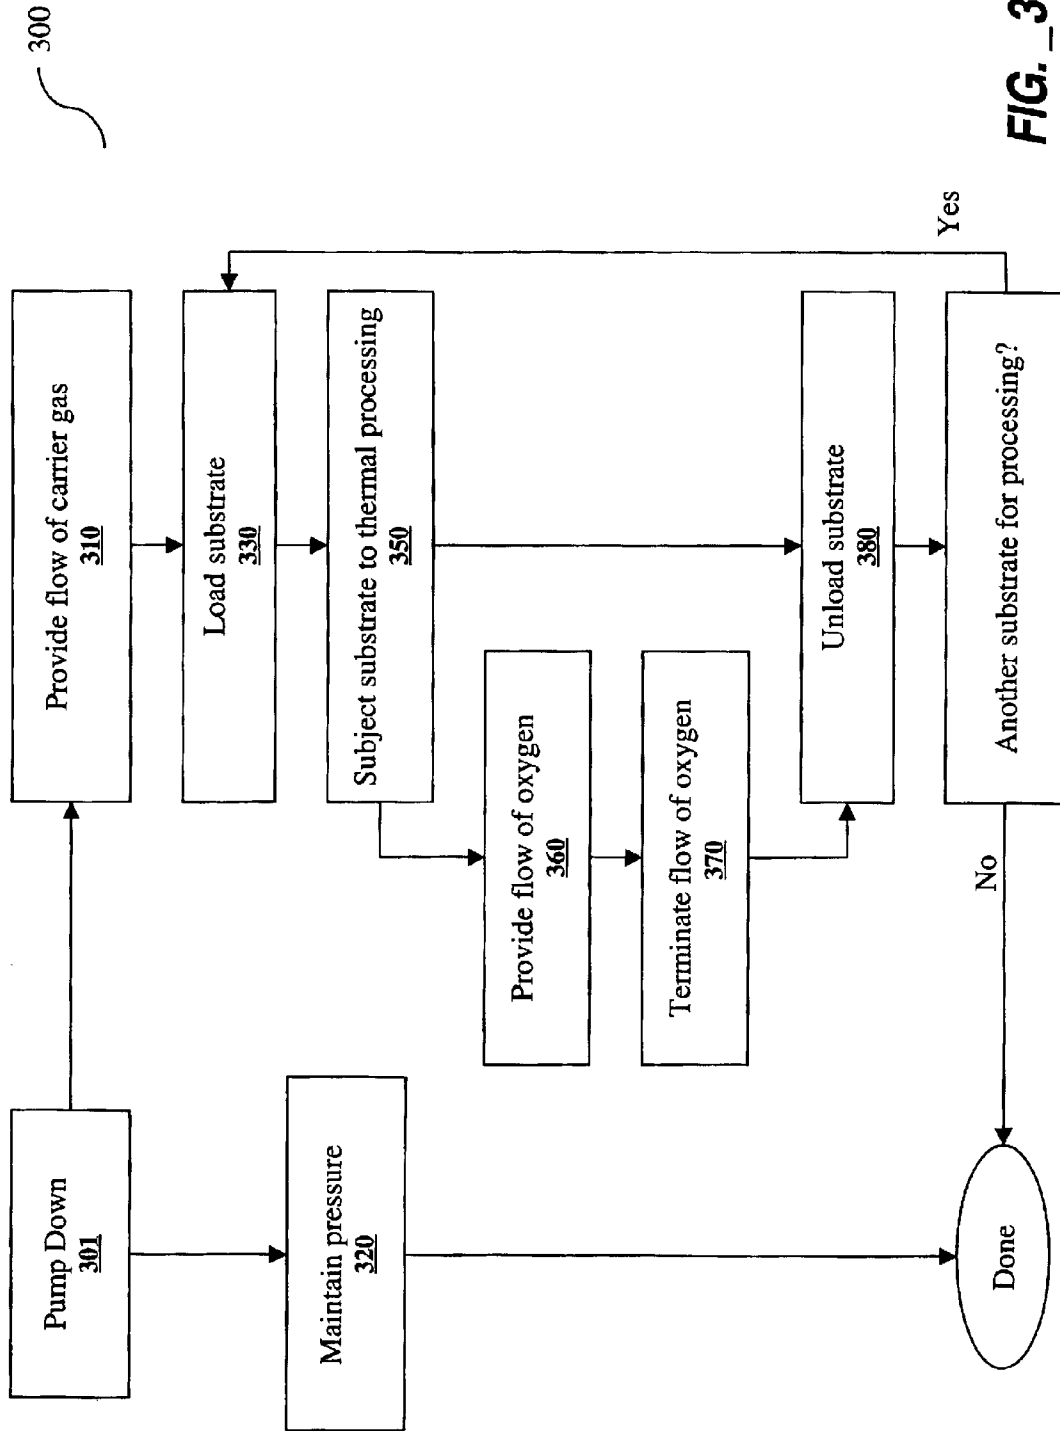 300
Pump Down
301
Provide flow of carrier gas
310
Maintain pressure
320
Load substrate
330
Subject substrate to thermal processing
350
Provide flow of oxygen
360
Terminate flow of oxygen
370
Unload substrate
380
Another substrate for processing?
Yes
No
Done
FIG._3